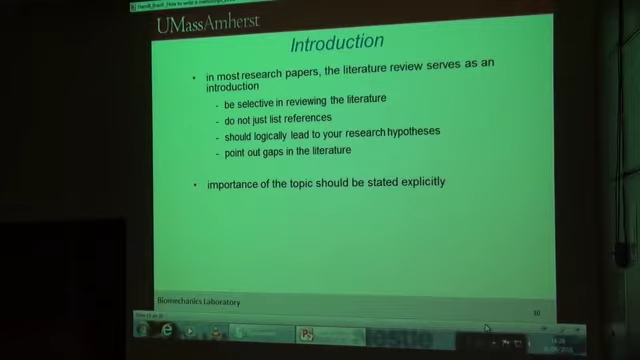 UMassAmherst
Introduction
• in most research papers, the literature review serves as an
introduction
- be selective in reviewing the literature
- do not just list references
- should logically lead to your research hypotheses
- point out gaps in the literature
• importance of the topic should be stated explicitly
Biomechanics Laboratory